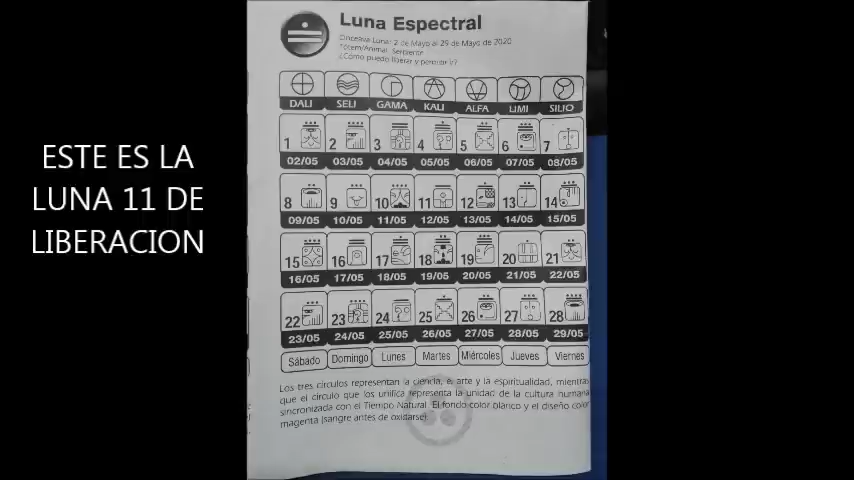 ESTE ES LA
LUNA 11 DE
LIBERACION
Luna Espectral
Onceava Luna: 2 de Mayo al 29 de Mayo de 2020
Tótem/Animal: Serpiente
¿Cómo puedo liberar y permitir ir?
DALI SELI GAMA KALI ALFA LIMI SILIO
1 2 3 4 5 6 7
02/05 03/05 04/05 05/05 06/05 07/05 08/05
8 9 10 11 12 13 14
09/05 10/05 11/05 12/05 13/05 14/05 15/05
15 16 17 18 19 20 21
16/05 17/05 18/05 19/05 20/05 21/05 22/05
22 23 24 25 26 27 28
23/05 24/05 25/05 26/05 27/05 28/05 29/05
Sábado Domingo Lunes Martes Miércoles Jueves Viernes
Los tres círculos representan la ciencia, el arte y la espiritualidad, mientras
que el círculo que los unifica representa la unidad de la cultura humana
sincronizada con el Tiempo Natural. El fondo color blanco y el diseño color
magenta (sangre antes de oxidarse).